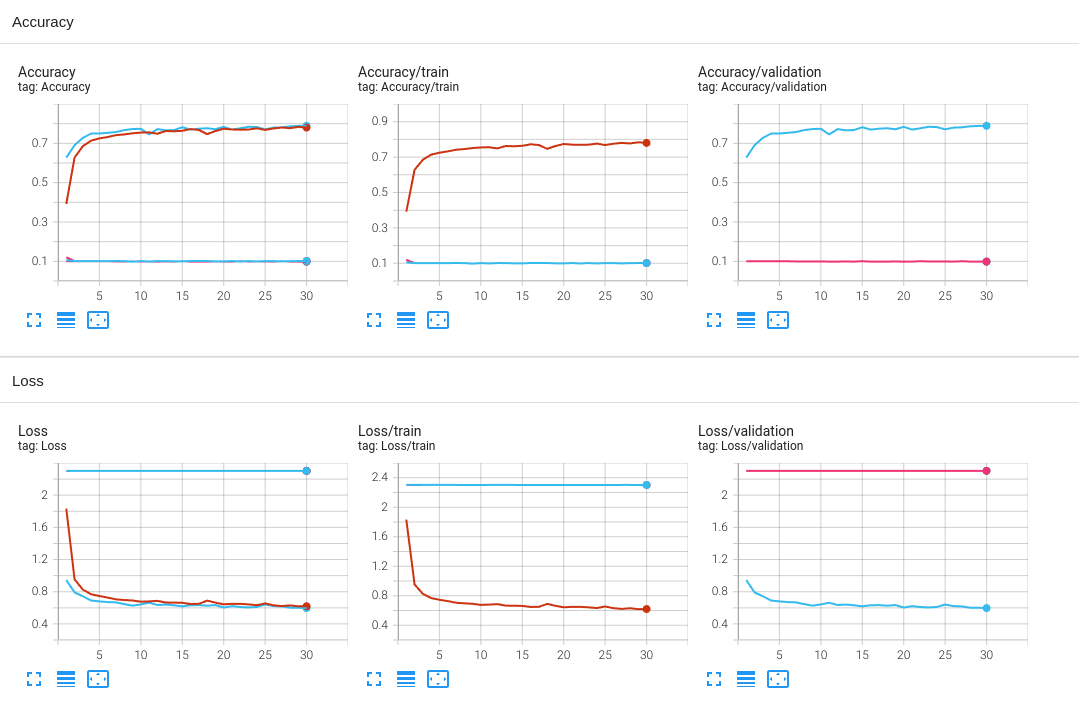 Accuracy
Accuracy
tag: Accuracy
0.7
0.5
0.3
0.1
5 10 15 20 25 30
Accuracy/train
tag: Accuracy/train
0.9
0.7
0.5
0.3
0.1
5 10 15 20 25 30
Accuracy/validation
tag: Accuracy/validation
0.7
0.5
0.3
0.1
5 10 15 20 25 30
Loss
Loss
tag: Loss
2
1.6
1.2
0.8
0.4
5 10 15 20 25 30
Loss/train
tag: Loss/train
2.4
2
1.6
1.2
0.8
0.4
5 10 15 20 25 30
Loss/validation
tag: Loss/validation
2
1.6
1.2
0.8
0.4
5 10 15 20 25 30